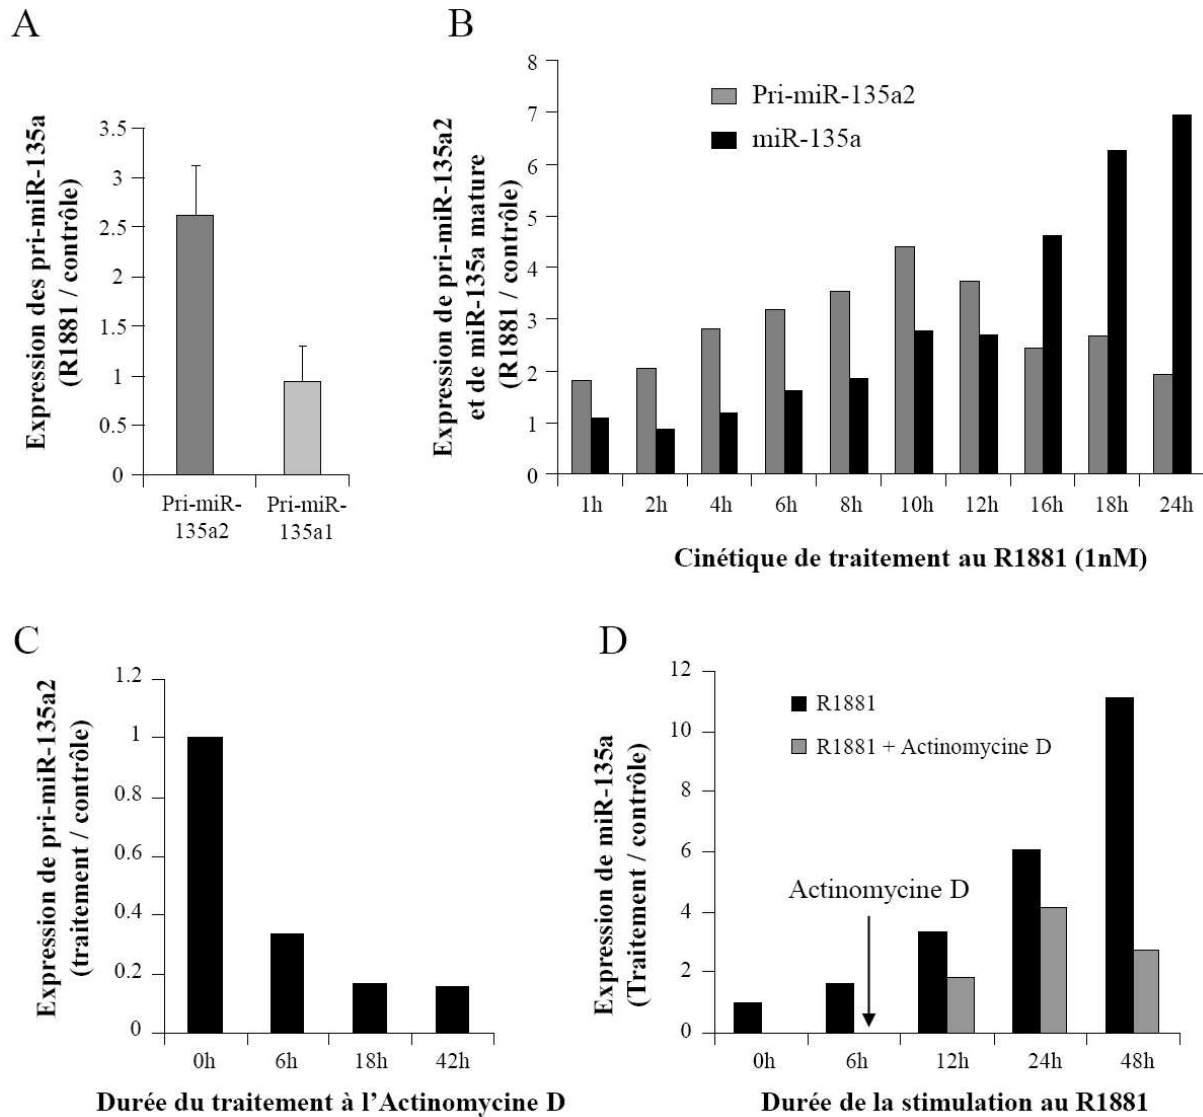 A
Expression des pri-miR-135a
(R1881 / contrôle)
3.5
3
2.5
2
1.5
1
0.5
0
Pri-miR-
135a2
Pri-miR-
135a1
B
Expression de pri-miR-135a2
et de miR-135a mature
(R1881 / contrôle)
8
7
6
5
4
3
2
1
0
Pri-miR-135a2
miR-135a
1h 2h 4h 6h 8h 10h 12h 16h 18h 24h
Cinétique de traitement au R1881 (1nM)
C
Expression de pri-miR-135a2
(traitement / contrôle)
1.2
1
0.8
0.6
0.4
0.2
0
0h 6h 18h 42h
Durée du traitement à l’Actinomycine D
D
Expression de miR-135a
(Traitement / contrôle)
12
10
8
6
4
2
0
R1881
R1881 + Actinomycine D
Actinomycine D
0h 6h 12h 24h 48h
Durée de la stimulation au R1881